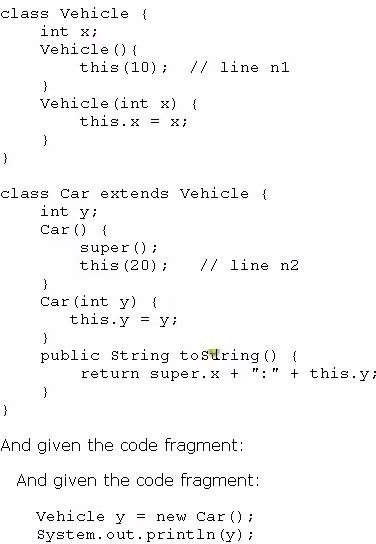 class Vehicle {
    int x;
    Vehicle(){
        this(10);  // line n1
    }
    Vehicle(int x) {
        this.x = x;
    }
}
class Car extends Vehicle {
    int y;
    Car() {
        super();
        this(20);   // line n2
    }
    Car(int y) {
       this.y = y;
    }
    public String toString() {
        return super.x + ":" + this.y;
    }
}
And given the code fragment:
And given the code fragment:
Vehicle y = new Car();
System.out.println(y);